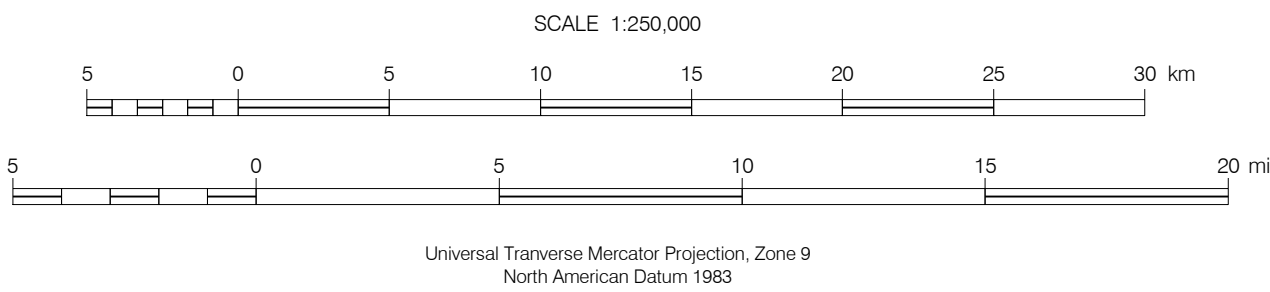 SCALE 1:250,000
5 0 5 10 15 20 25 30 km
5 0 5 10 15 20 mi
Universal Tranverse Mercator Projection, Zone 9
North American Datum 1983